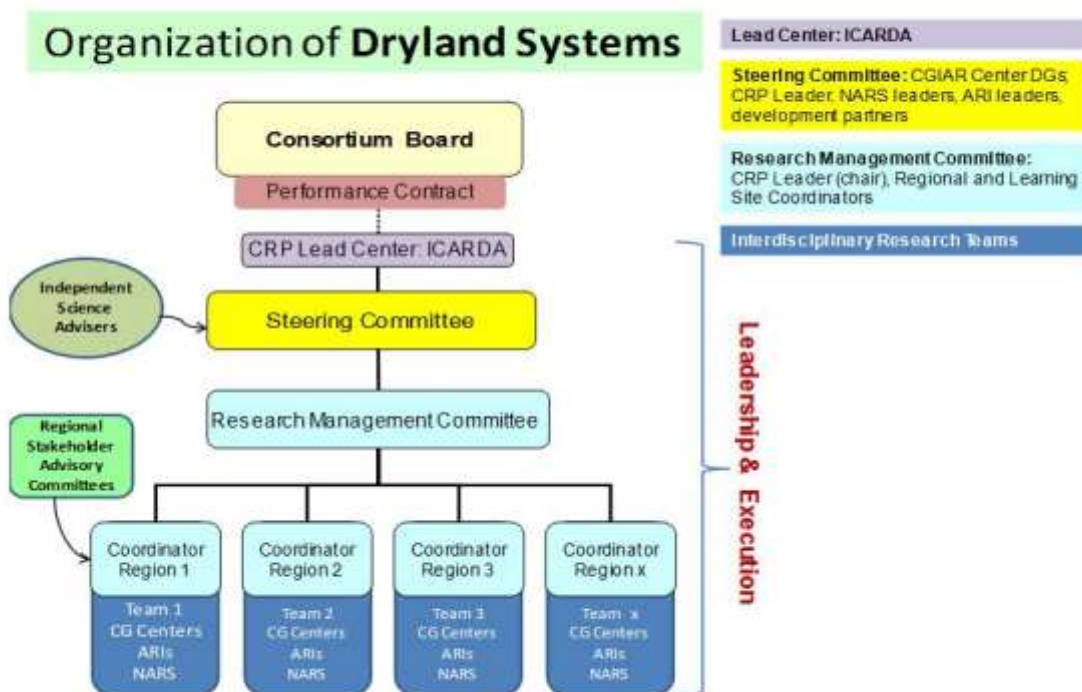 Organization of Dryland Systems
Lead Center: ICARDA
Steering Committee: CGIAR Center DGs,
CRP Leader. NARS leaders, ARI leaders,
development partners
Research Management Committee:
CRP Leader (chair), Regional and Learning
Site Coordinators
Interdisciplinary Research Teams
Consortium Board
Performance Contract
CRP Lead Center: ICARDA
Independent
Science
Advisers
Steering Committee
Research Management Committee
Regional
Stakeholder
Advisory
Committees
Coordinator
Region 1
Team 1
CG Centers
ARIs
NARS
Coordinator
Region 2
Team 2
CG Centers
ARIs
NARS
Coordinator
Region 3
Team 3
CG Centers
ARIs
NARS
Coordinator
Region x
Team x
CG Centers
ARIs
NARS
Leadership & Execution